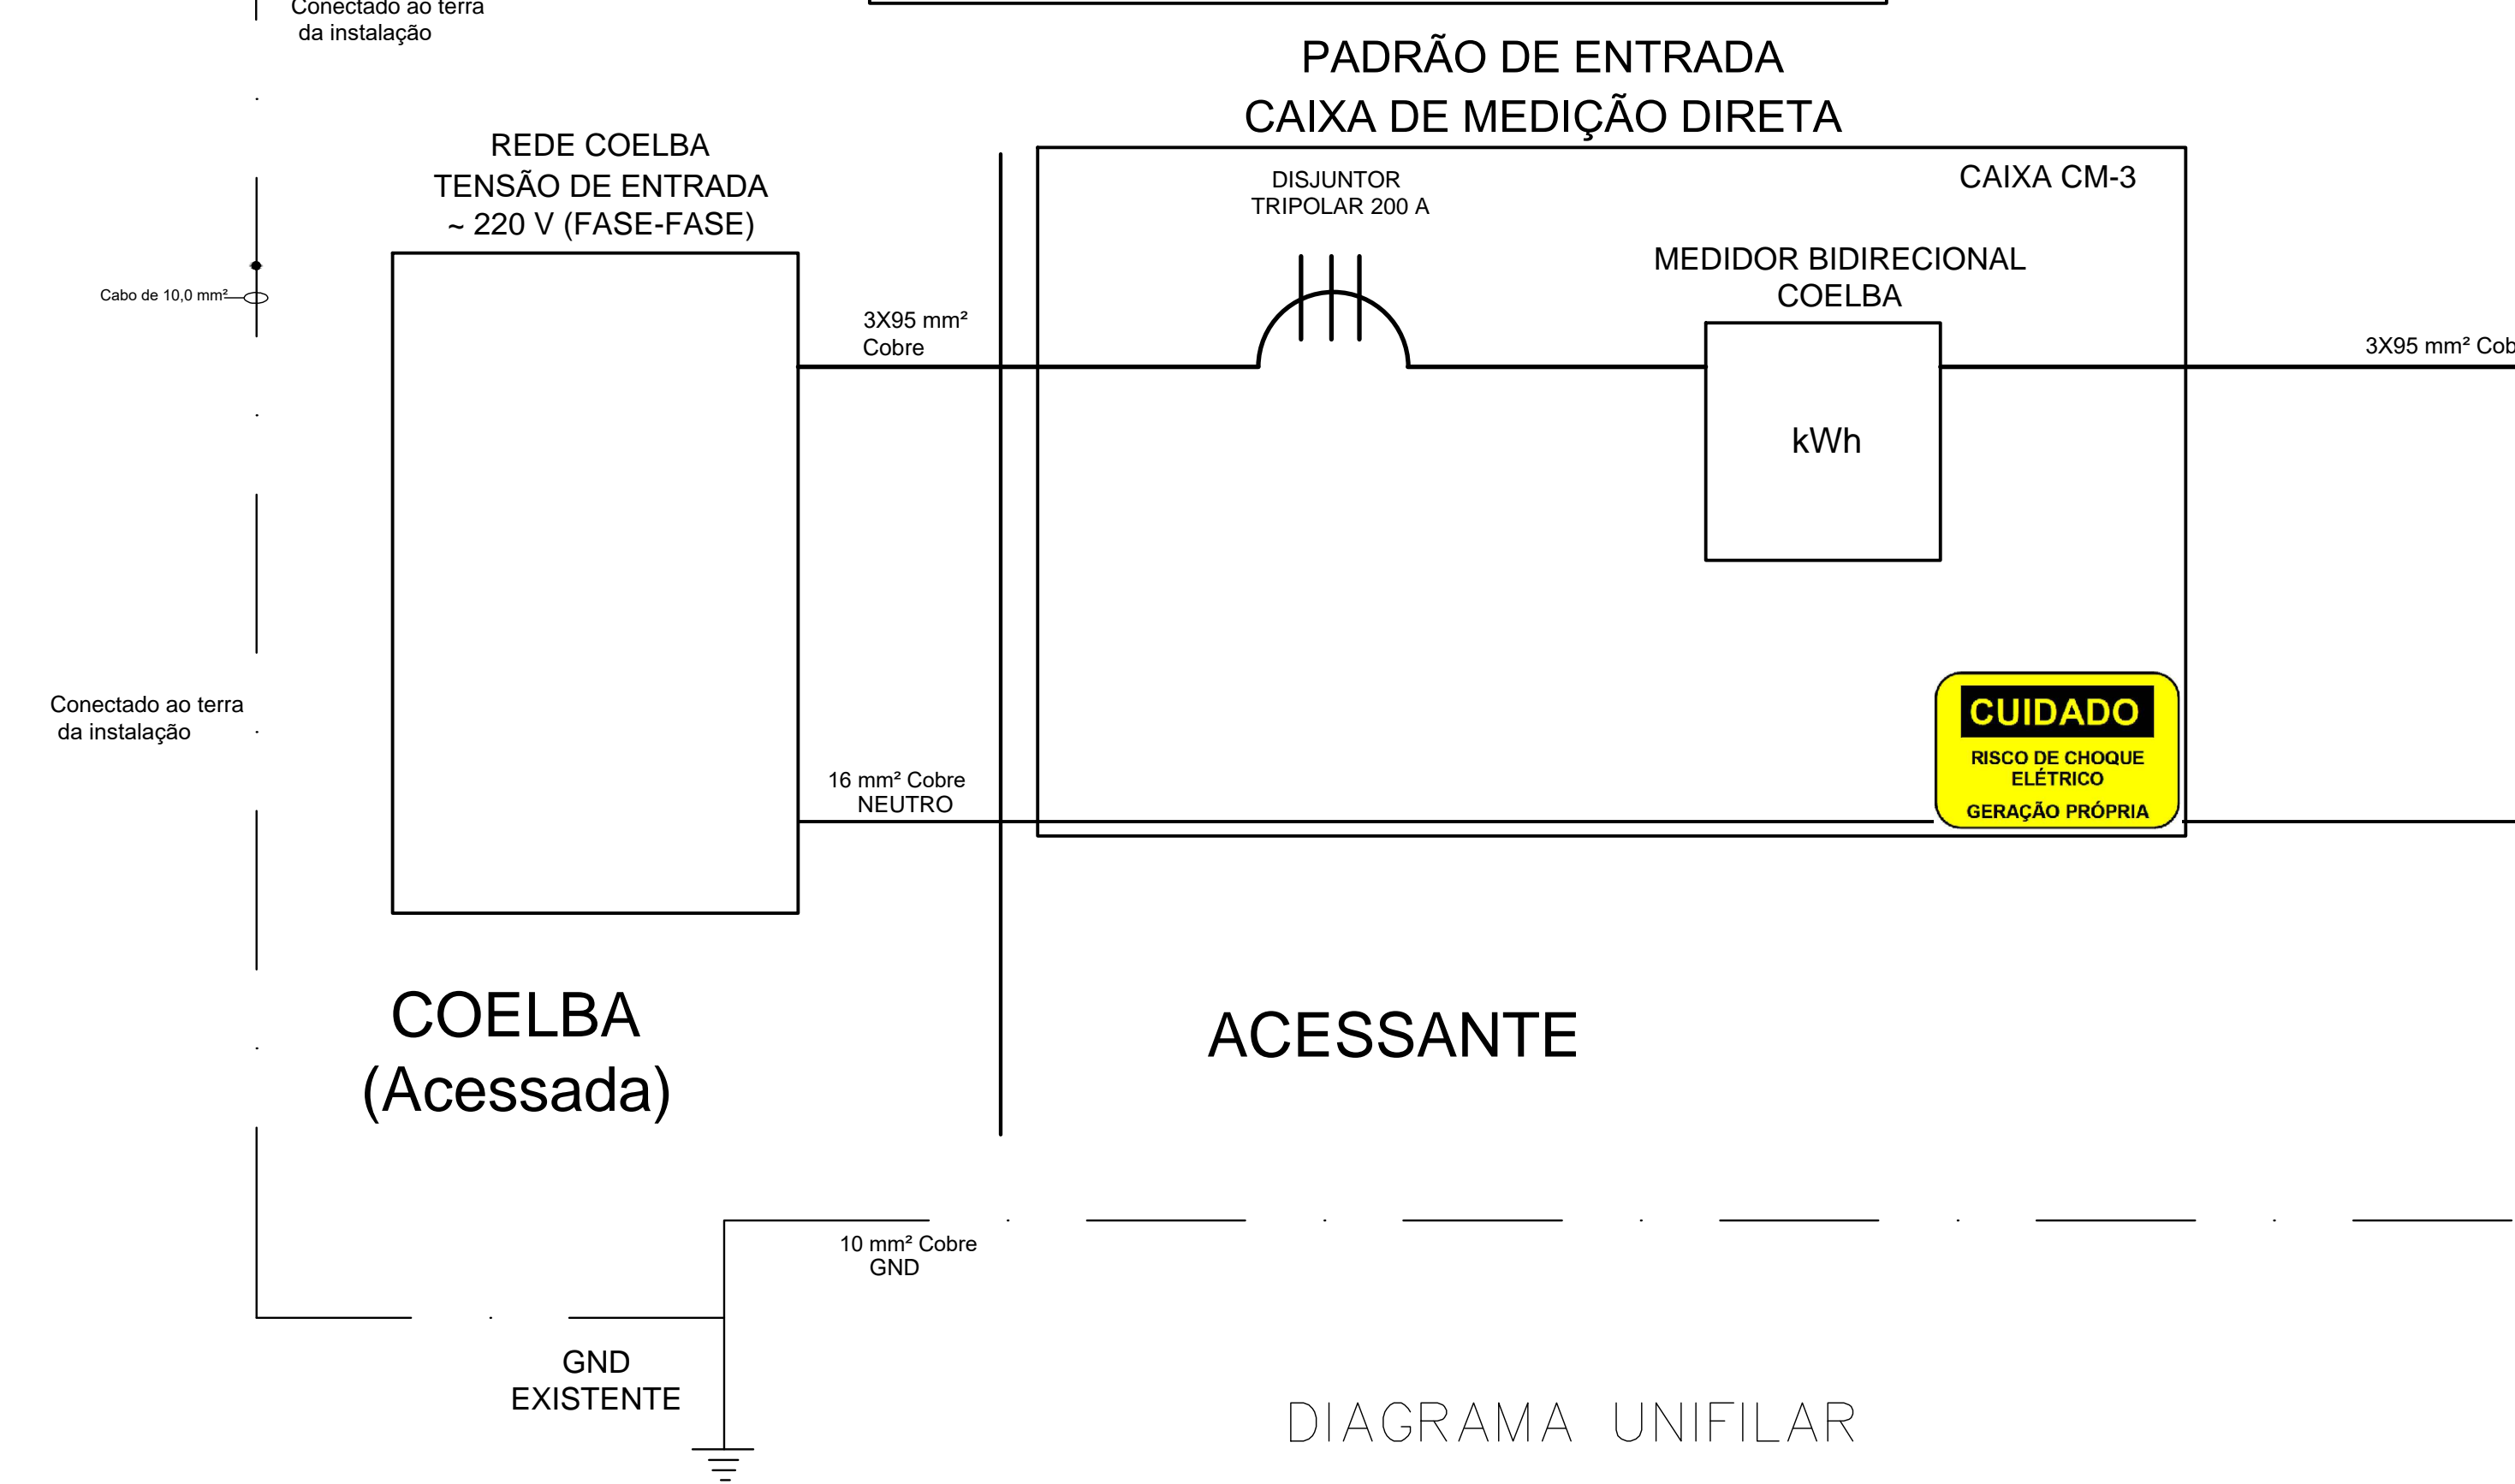 Conectado ao terra
da instalação
PADRÃO DE ENTRADA
CAIXA DE MEDIÇÃO DIRETA
REDE COELBA
TENSÃO DE ENTRADA
~ 220 V (FASE-FASE)
DISJUNTOR
TRIPOLAR 200 A
CAIXA CM-3
MEDIDOR BIDIRECIONAL
COELBA
Cabo de 10,0 mm²
3X95 mm²
Cobre
3X95 mm² Cob
kWh
Conectado ao terra
da instalação
CUIDADO
RISCO DE CHOQUE
ELÉTRICO
GERAÇÃO PRÓPRIA
16 mm² Cobre
NEUTRO
COELBA
(Acessada)
ACESSANTE
10 mm² Cobre
GND
GND
EXISTENTE
DIAGRAMA UNIFILAR